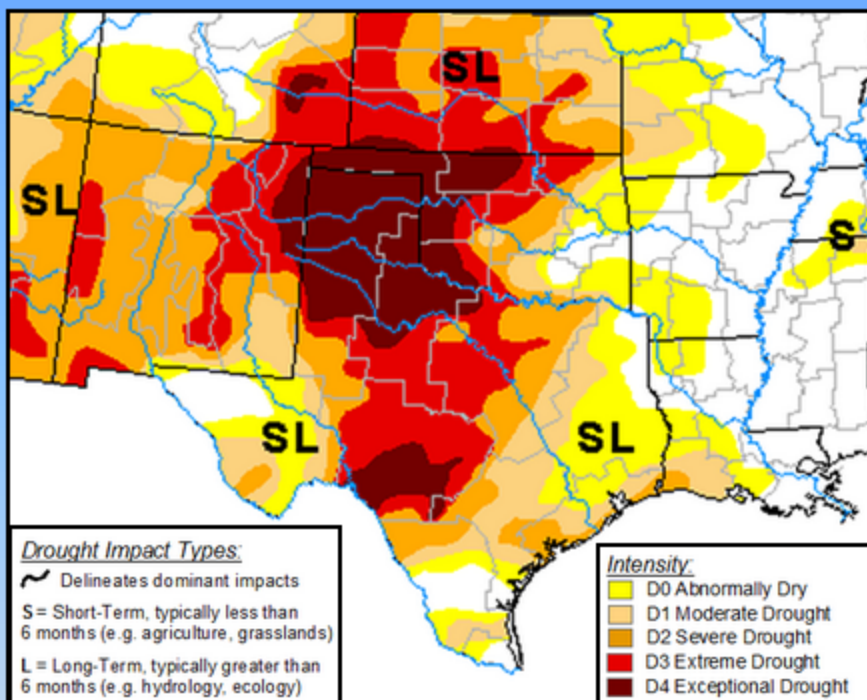 SL
SL
S
SL
SL
Drought Impact Types:
Delineates dominant impacts
S = Short-Term, typically less than
6 months (e.g. agriculture, grasslands)
L = Long-Term, typically greater than
6 months (e.g. hydrology, ecology)
Intensity:
D0 Abnormally Dry
D1 Moderate Drought
D2 Severe Drought
D3 Extreme Drought
D4 Exceptional Drought